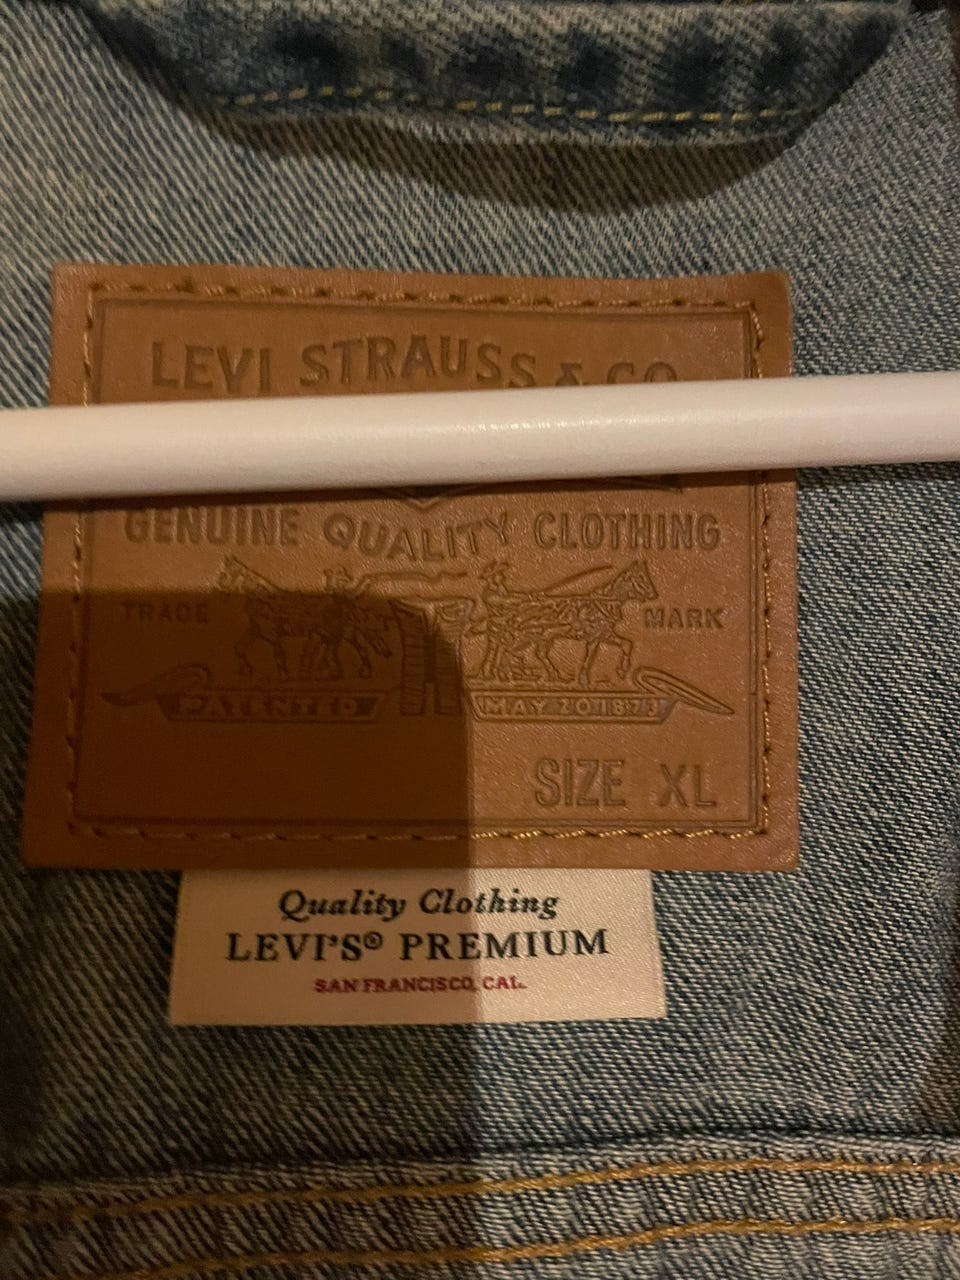 LEVI STRAUSS & CO
GENUINE QUALITY CLOTHING
TRADE MARK
PATENTED MAY 20 1873
SIZE XL
Quality Clothing
LEVI'S® PREMIUM
SAN FRANCISCO, CAL.